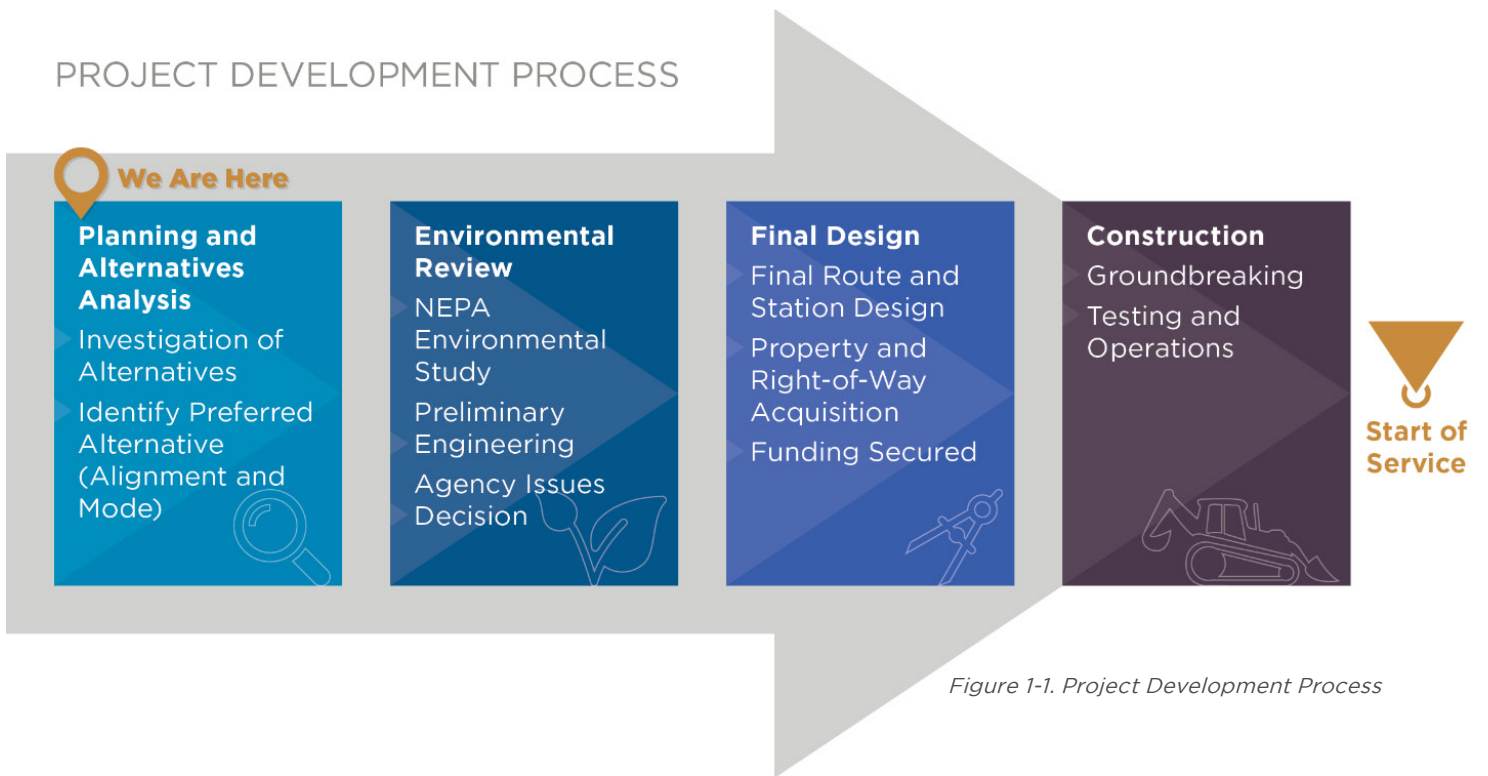 PROJECT DEVELOPMENT PROCESS
We Are Here
Planning and
Alternatives
Analysis
Investigation of
Alternatives
Identify Preferred
Alternative
(Alignment and
Mode)
Environmental
Review
NEPA
Environmental
Study
Preliminary
Engineering
Agency Issues
Decision
Final Design
Final Route and
Station Design
Property and
Right-of-Way
Acquisition
Funding Secured
Construction
Groundbreaking
Testing and
Operations
Start of
Service
Figure 1-1. Project Development Process